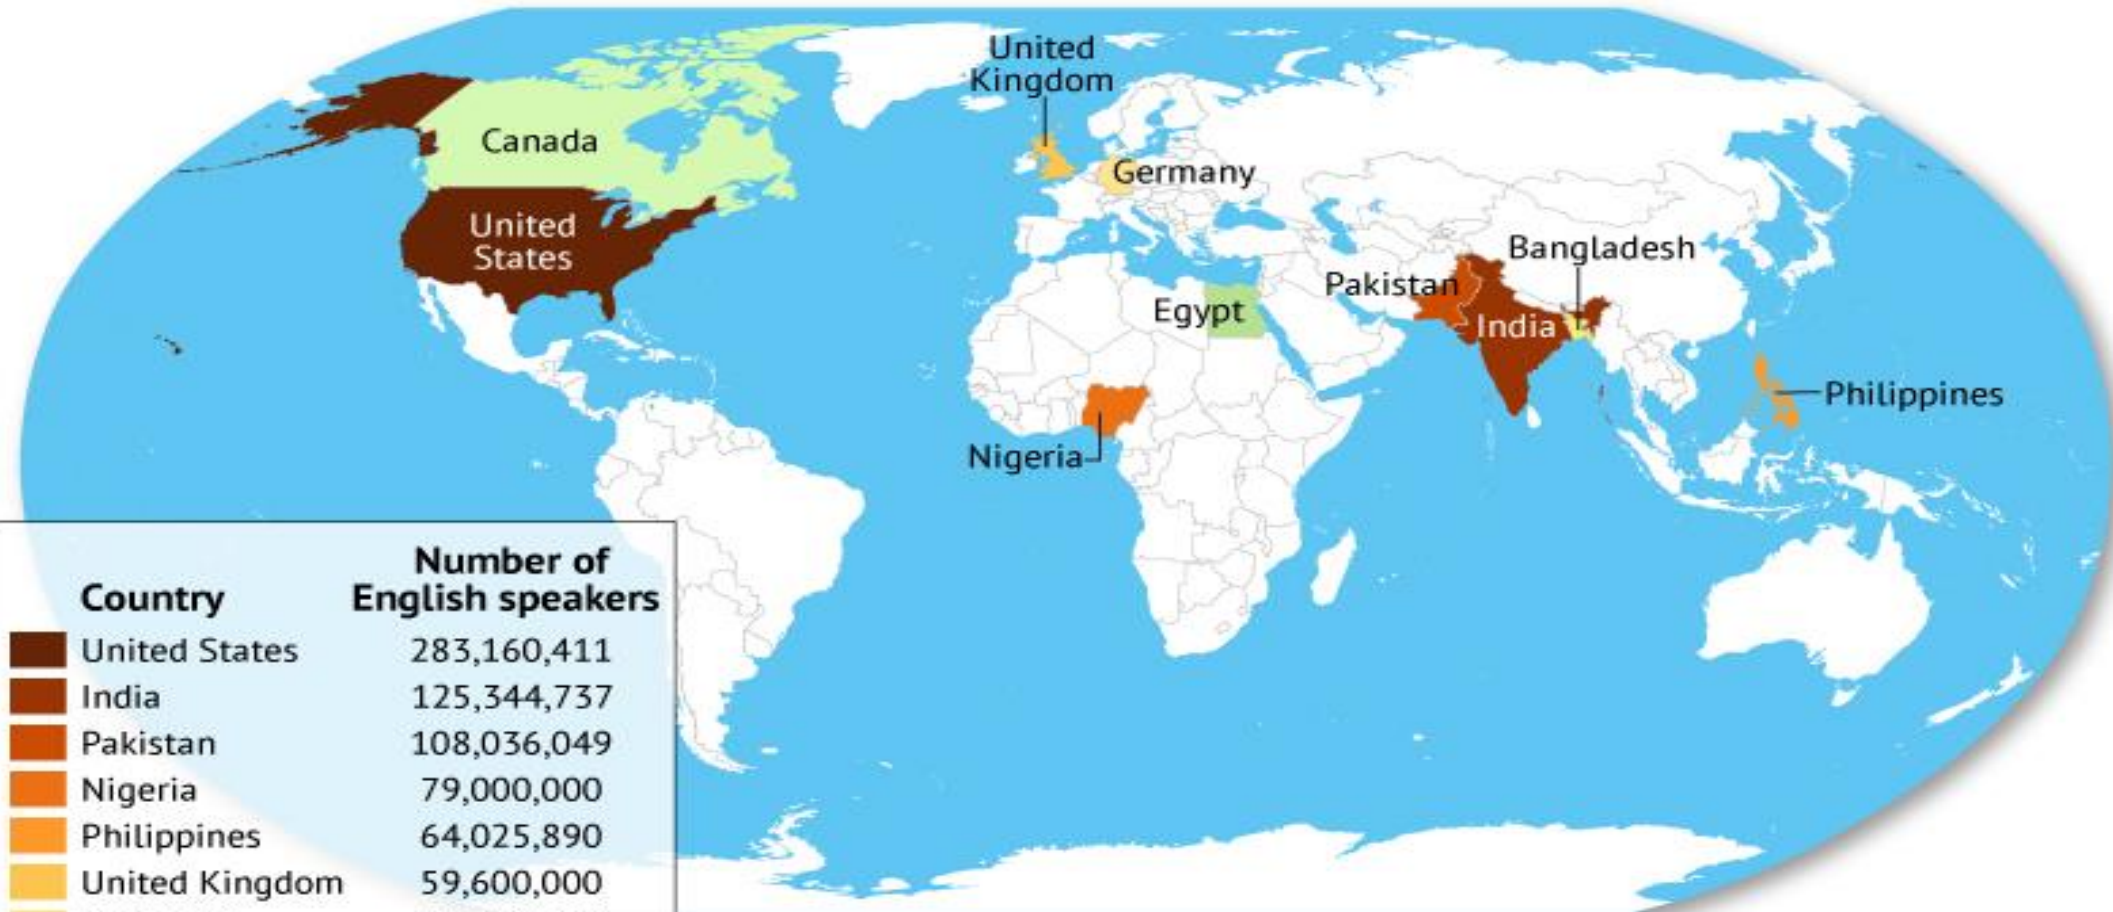 United
Kingdom
Canada
Germany
United
States
Bangladesh
Pakistan
Egypt
India
Philippines
Nigeria
Number of
Country English speakers
United States 283,160,411
India 125,344,737
Pakistan 108,036,049
Nigeria 79,000,000
Philippines 64,025,890
United Kingdom 59,600,000